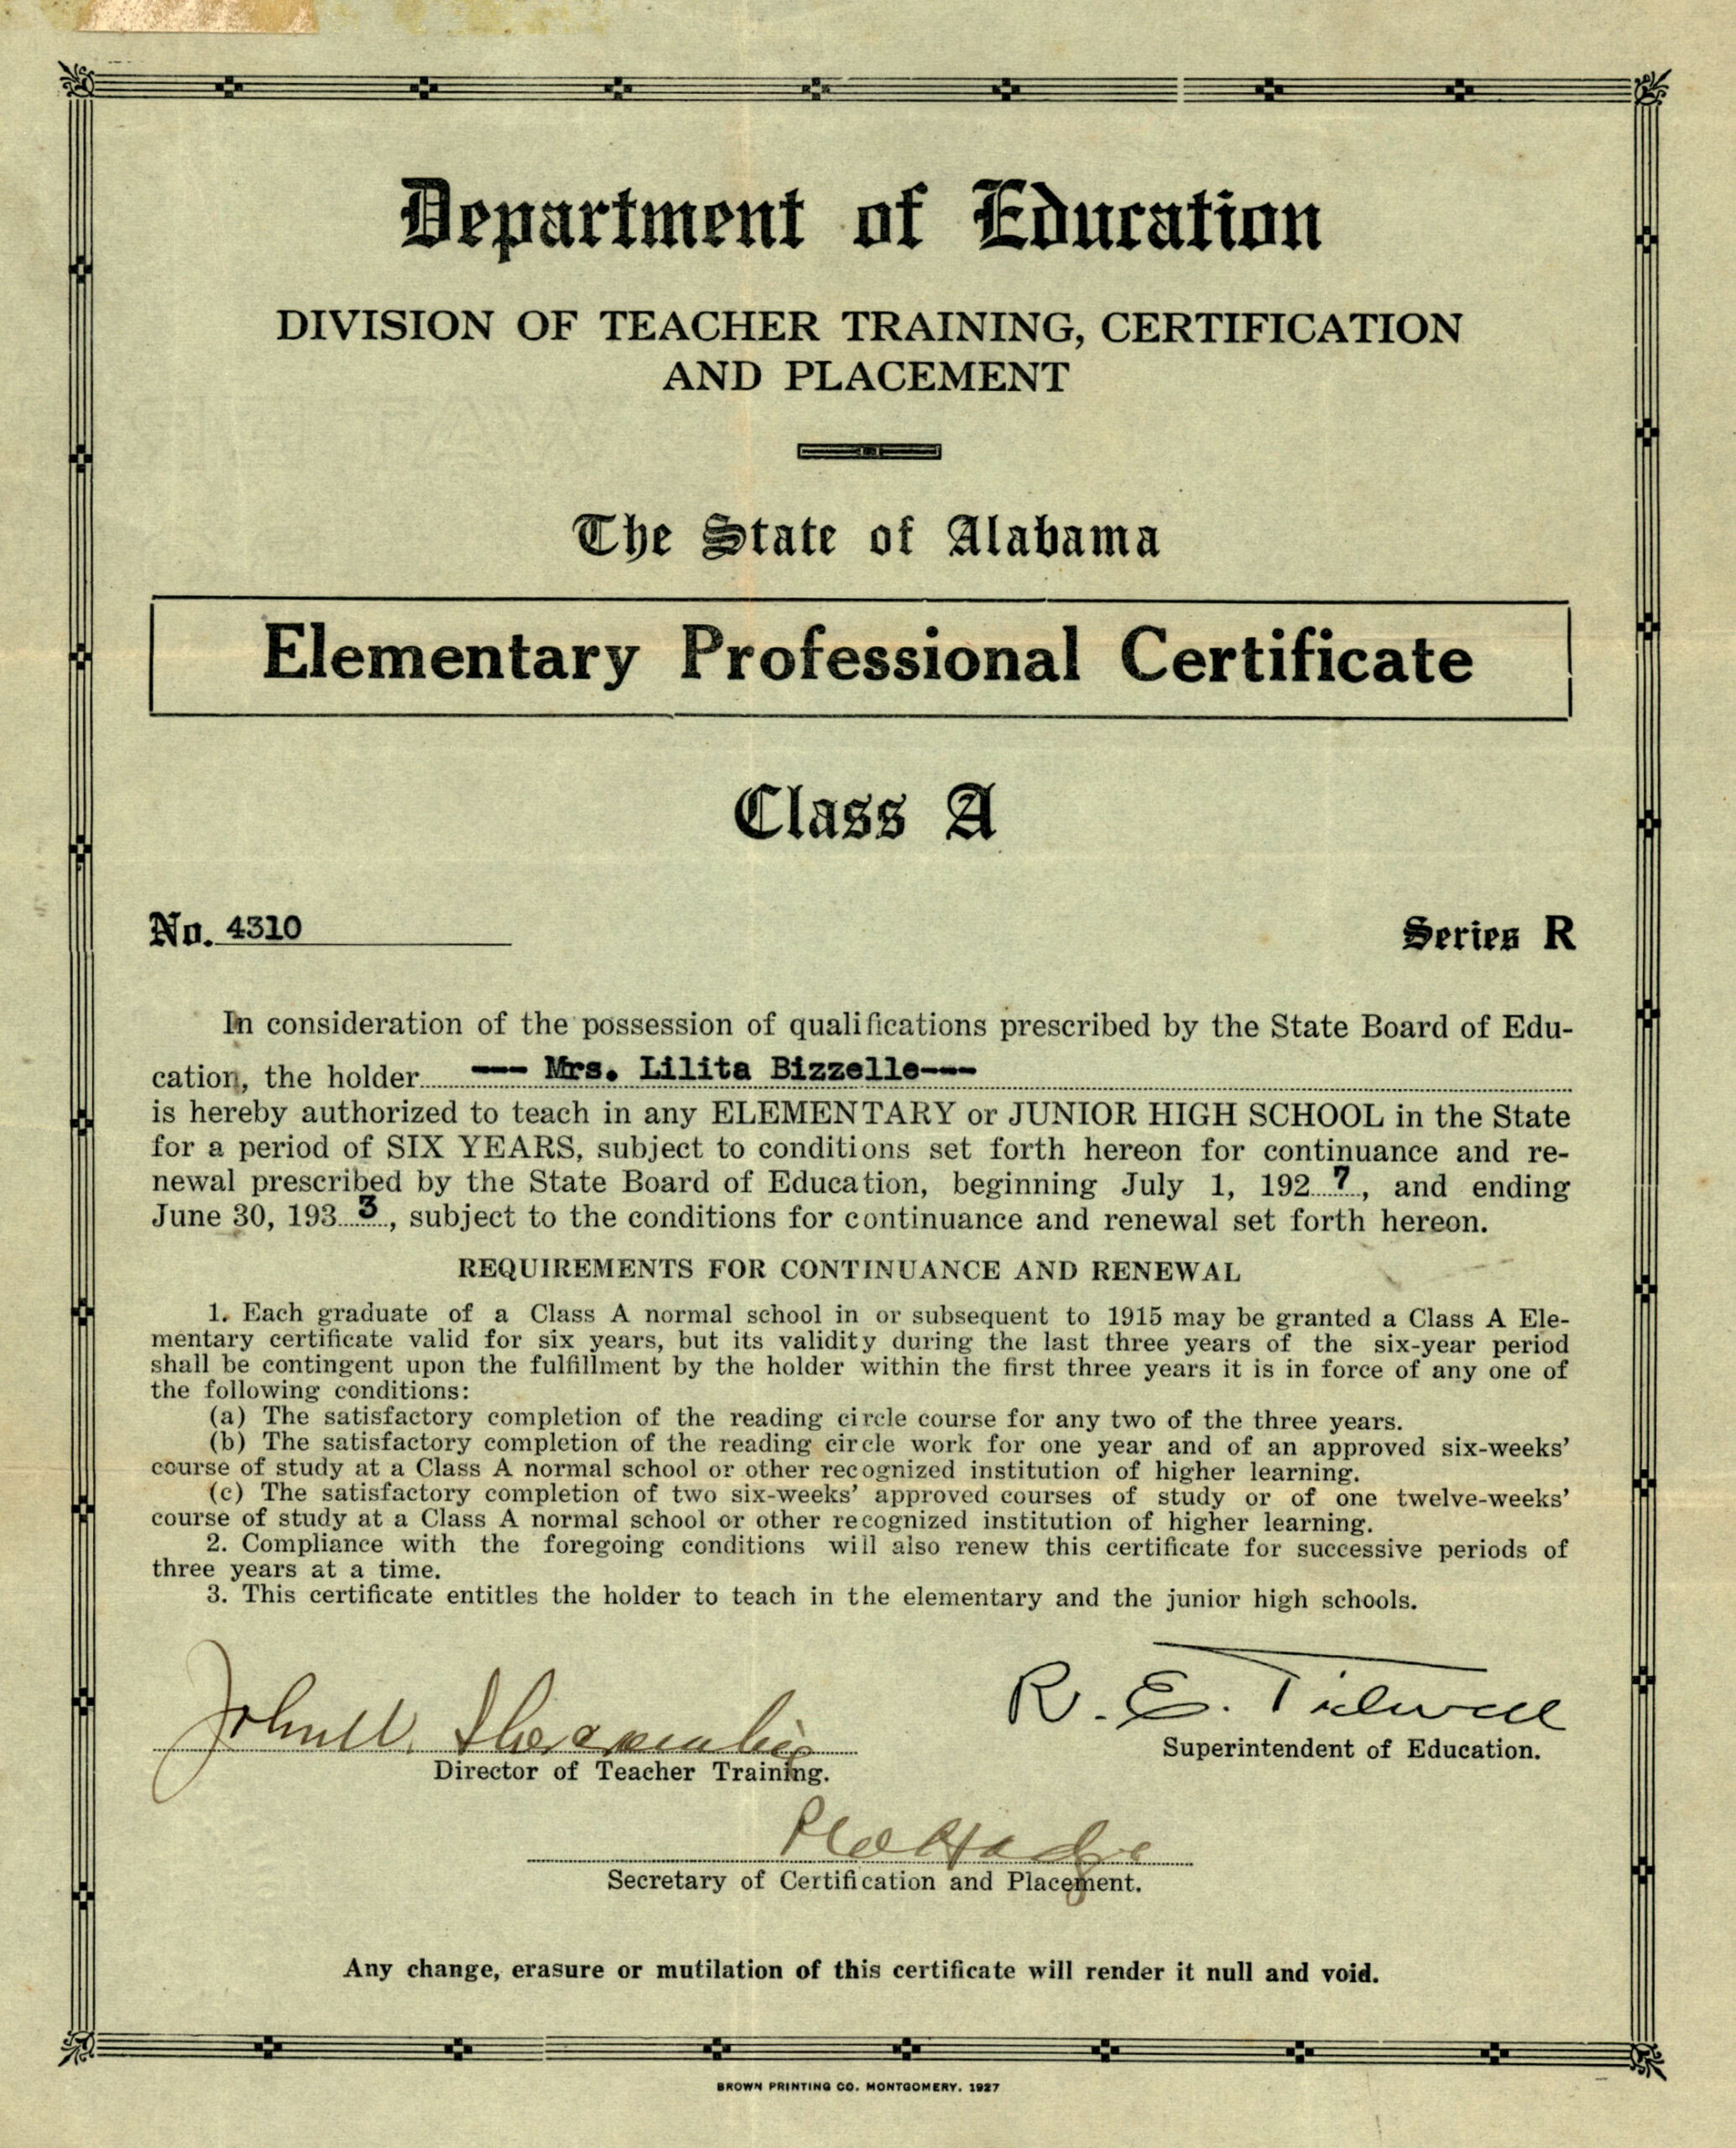 Department of Education
DIVISION OF TEACHER TRAINING, CERTIFICATION
AND PLACEMENT
The State of Alabama
Elementary Professional Certificate
Class A
No. 4310 Series R
In consideration of the possession of qualifications prescribed by the State Board of Edu-
cation, the holder --- Mrs. Lilita Bizzelle---
is hereby authorized to teach in any ELEMENTARY or JUNIOR HIGH SCHOOL in the State
for a period of SIX YEARS, subject to conditions set forth hereon for continuance and re-
newal prescribed by the State Board of Education, beginning July 1, 192 7, and ending
June 30, 193 3, subject to the conditions for continuance and renewal set forth hereon.
REQUIREMENTS FOR CONTINUANCE AND RENEWAL
1. Each graduate of a Class A normal school in or subsequent to 1915 may be granted a Class A Ele-
mentary certificate valid for six years, but its validity during the last three years of the six-year period
shall be contingent upon the fulfillment by the holder within the first three years it is in force of any one of
the following conditions:
(a) The satisfactory completion of the reading circle course for any two of the three years.
(b) The satisfactory completion of the reading circle work for one year and of an approved six-weeks'
course of study at a Class A normal school or other recognized institution of higher learning.
(c) The satisfactory completion of two six-weeks' approved courses of study or of one twelve-weeks'
course of study at a Class A normal school or other recognized institution of higher learning.
2. Compliance with the foregoing conditions will also renew this certificate for successive periods of
three years at a time.
3. This certificate entitles the holder to teach in the elementary and the junior high schools.
R. E. Tidwell
Superintendent of Education.
Director of Teacher Training.
Secretary of Certification and Placement.
Any change, erasure or mutilation of this certificate will render it null and void.
BROWN PRINTING CO. MONTGOMERY. 1927